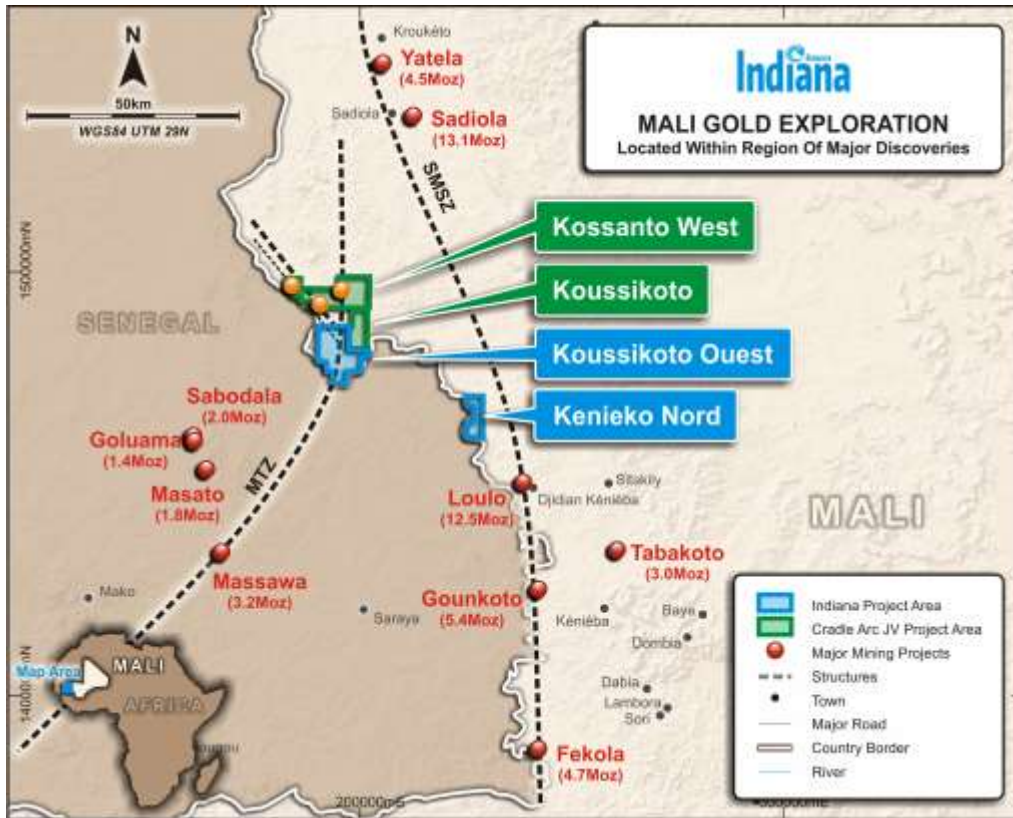 N
50km
WGS84 UTM 29N
Indiana
MALI GOLD EXPLORATION
Located Within Region Of Major Discoveries
Kroukéto
Yatela
(4.5Moz)
Sadiola
Sadiola
(13.1Moz)
SMSZ
Kossanto West
Koussikoto
Koussikoto Ouest
Kenieko Nord
1500000mN
SENEGAL
Sabodala
(2.0Moz)
Goluama
(1.4Moz)
Masato
(1.8Moz)
MTZ
Massawa
(3.2Moz)
Loulo
(12.5Moz)
Djidian Kéniéba
Sitakily
MALI
Tabakoto
(3.0Moz)
Gounkoto
(5.4Moz)
Mako
Saraya
Kéniéba
Baye
Dombia
Dabia
Lambora
Sori
Fekola
(4.7Moz)
Map Area
MALI
AFRICA
200000mE
Indiana Project Area
Cradle Arc JV Project Area
Major Mining Projects
Structures
Town
Major Road
Country Border
River